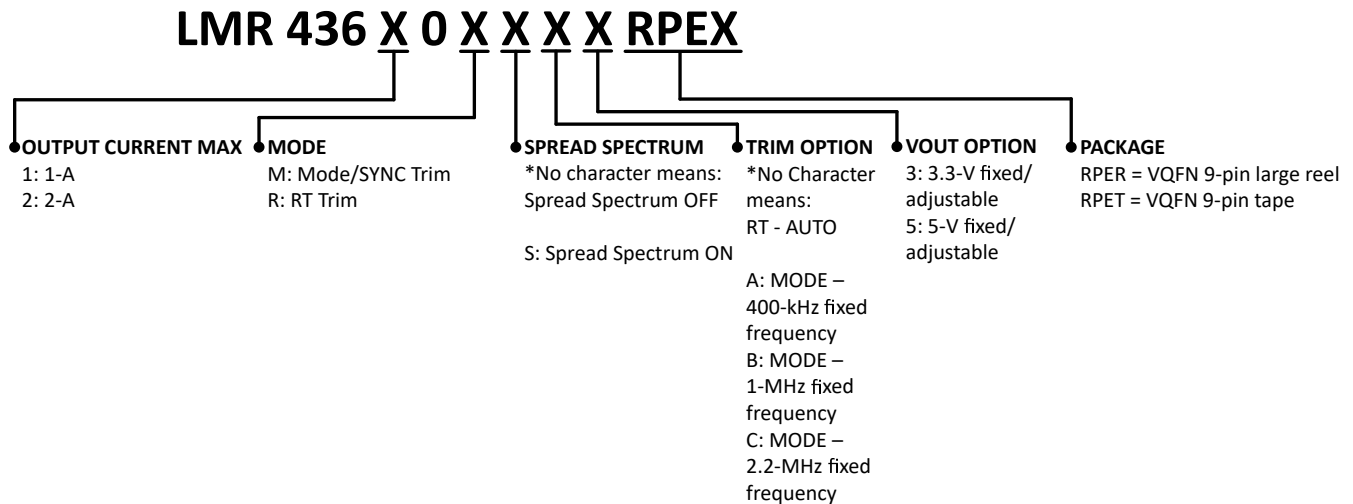 LMR 436 X 0 X X X X RPEX
OUTPUT CURRENT MAX
1: 1-A
2: 2-A
MODE
M: Mode/SYNC Trim
R: RT Trim
SPREAD SPECTRUM
*No character means:
Spread Spectrum OFF
S: Spread Spectrum ON
TRIM OPTION
*No Character
means:
RT - AUTO
A: MODE –
400-kHz fixed
frequency
B: MODE –
1-MHz fixed
frequency
C: MODE –
2.2-MHz fixed
frequency
VOUT OPTION
3: 3.3-V fixed/
adjustable
5: 5-V fixed/
adjustable
PACKAGE
RPER = VQFN 9-pin large reel
RPET = VQFN 9-pin tape